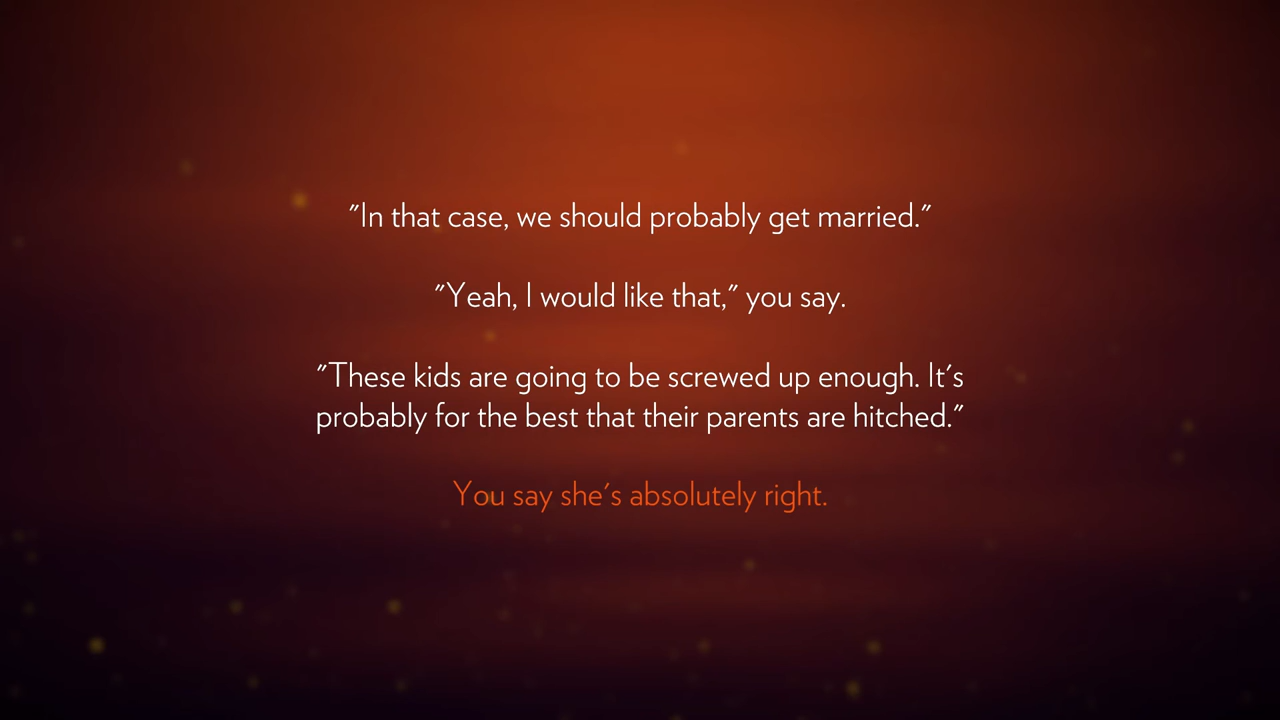 "In that case, we should probably get married."
"Yeah, I would like that," you say.
"These kids are going to be screwed up enough. It's
probably for the best that their parents are hitched."
You say she's absolutely right.